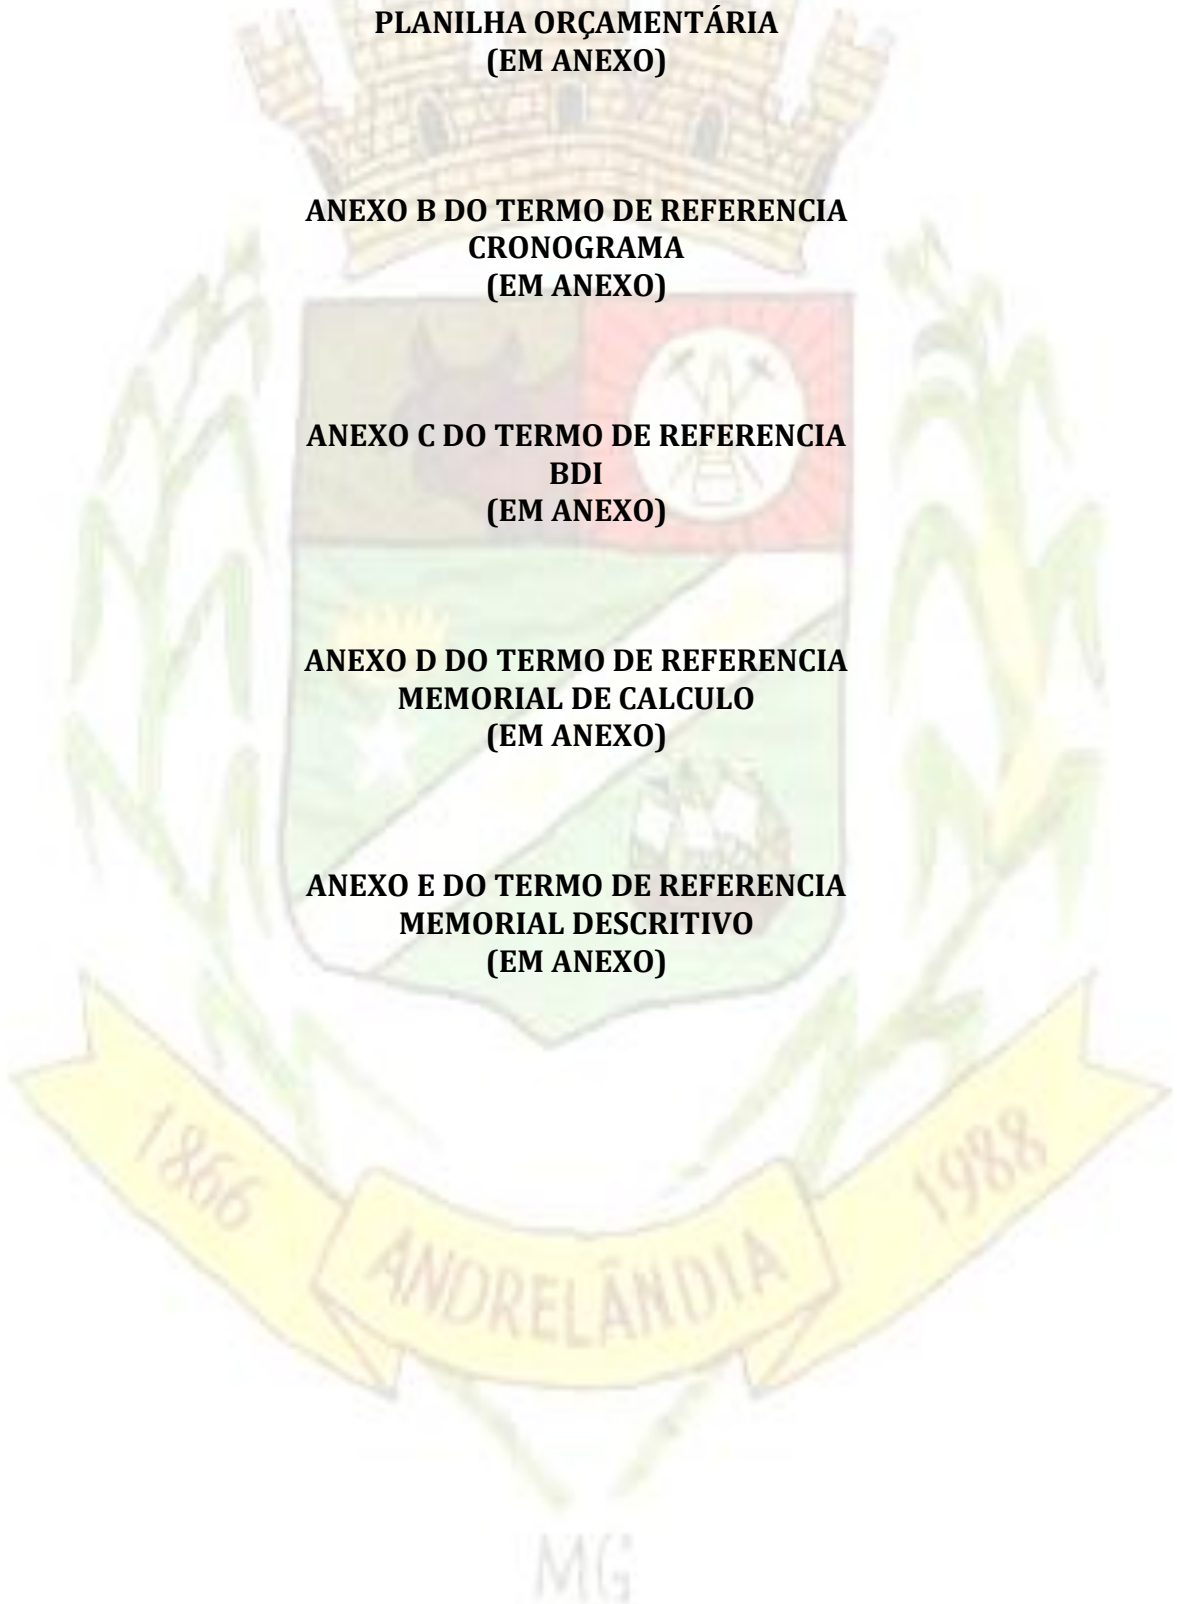 PLANILHA ORÇAMENTÁRIA
(EM ANEXO)
ANEXO B DO TERMO DE REFERENCIA
CRONOGRAMA
(EM ANEXO)
ANEXO C DO TERMO DE REFERENCIA
BDI
(EM ANEXO)
ANEXO D DO TERMO DE REFERENCIA
MEMORIAL DE CALCULO
(EM ANEXO)
ANEXO E DO TERMO DE REFERENCIA
MEMORIAL DESCRITIVO
(EM ANEXO)
1866
ANDRELÂNDIA
1988
MG